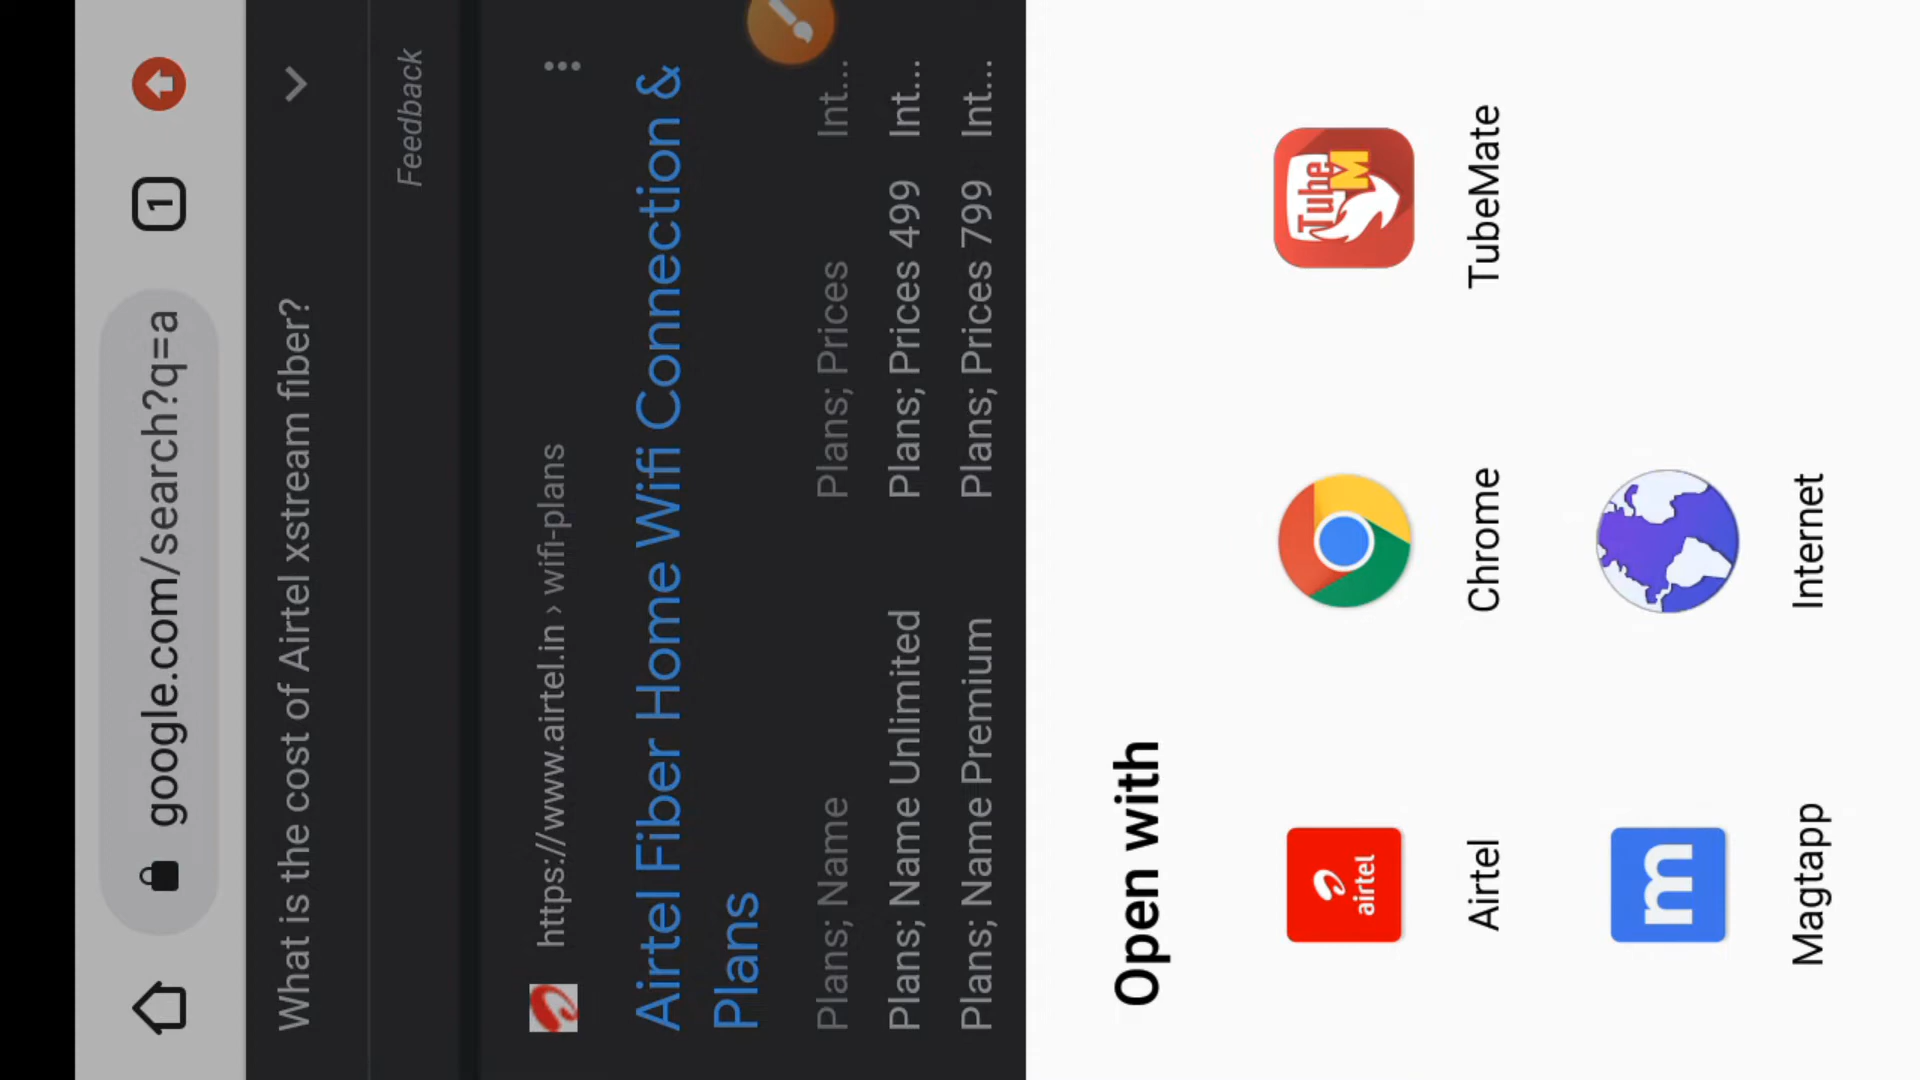 google.com/search?q=a
1
What is the cost of Airtel xstream fiber?
Feedback
https://www.airtel.in › wifi-plans
Airtel Fiber Home Wifi Connection &
Plans
Plans; Name Plans; Prices Int...
Plans; Name Unlimited Plans; Prices 499 Int...
Plans; Name Premium Plans; Prices 799 Int...
Open with
airtel
Tube M
Airtel Chrome TubeMate
m
Magtapp Internet